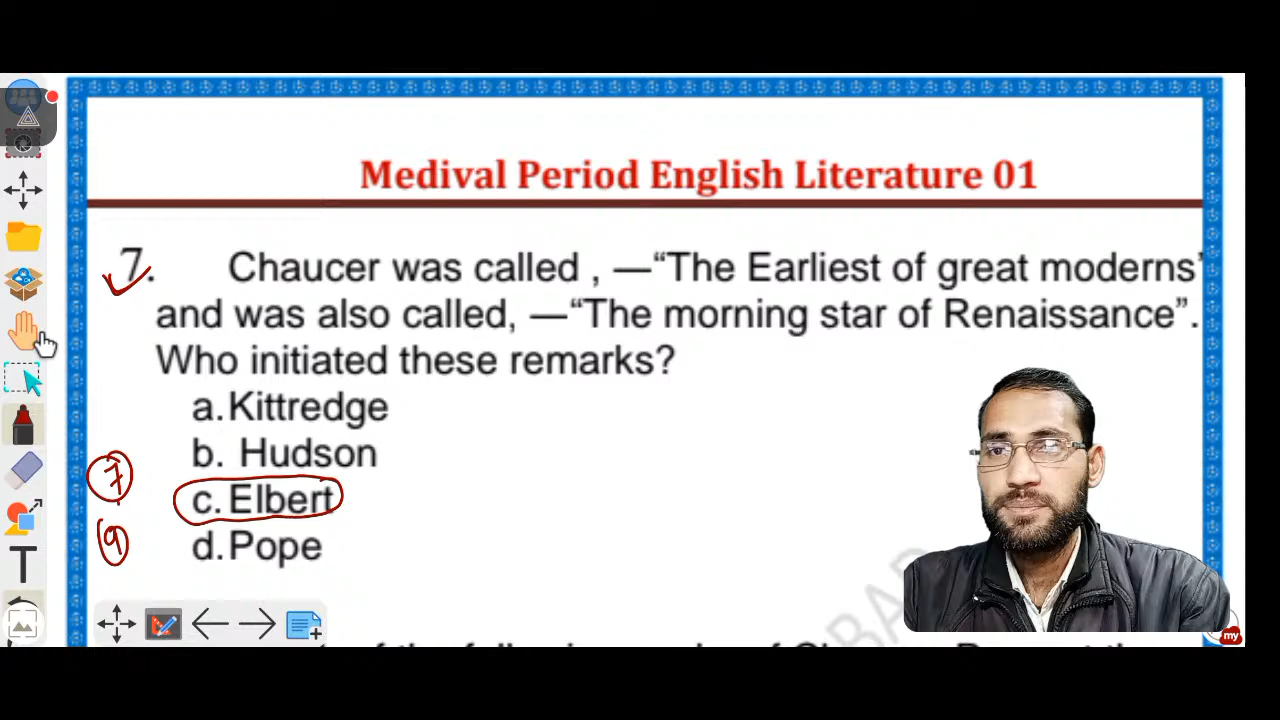 Medival Period English Literature 01
7. Chaucer was called , —“The Earliest of great moderns’
and was also called, —“The morning star of Renaissance”.
Who initiated these remarks?
a. Kittredge
b. Hudson
7
c. Elbert
9
d. Pope
T
my